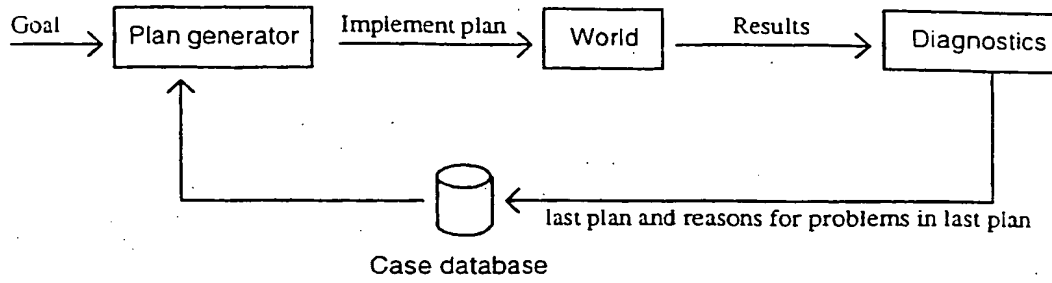 Goal
Plan generator
Implement plan
World
Results
Diagnostics
last plan and reasons for problems in last plan
Case database